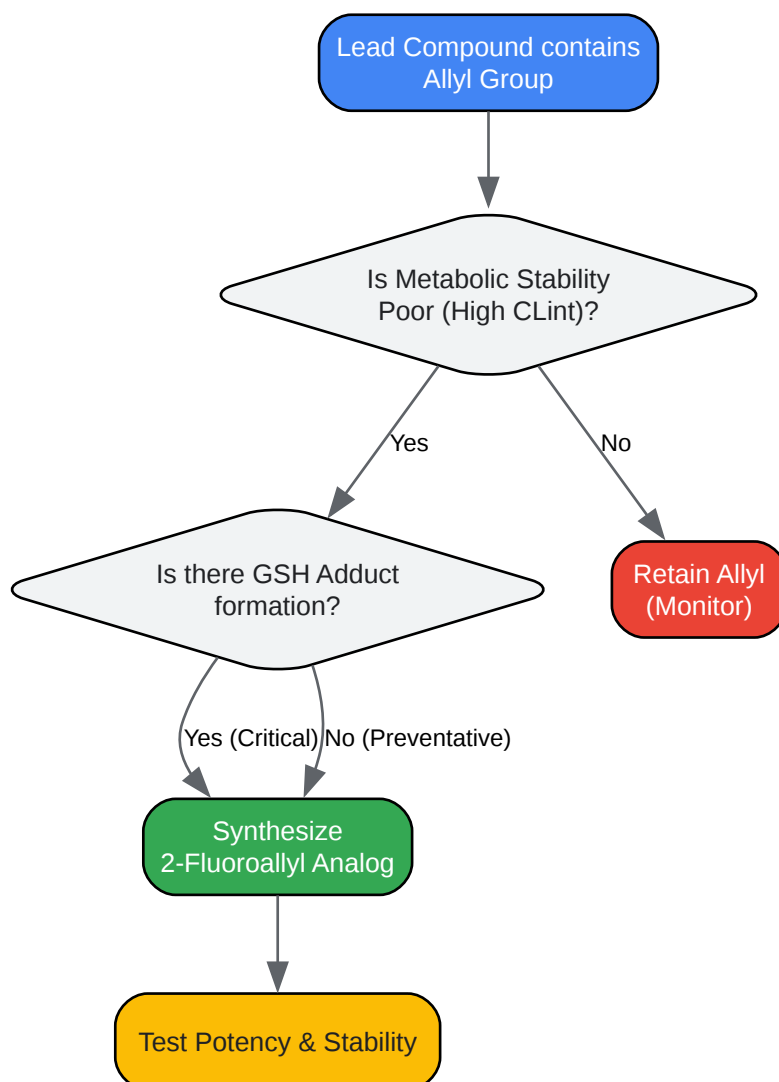 Lead Compound contains
Allyl Group
Is Metabolic Stability
Poor (High CLint)?
Yes
No
Is there GSH Adduct
formation?
Retain Allyl
(Monitor)
Yes (Critical)
No (Preventative)
Synthesize
2-Fluoroallyl Analog
Test Potency & Stability